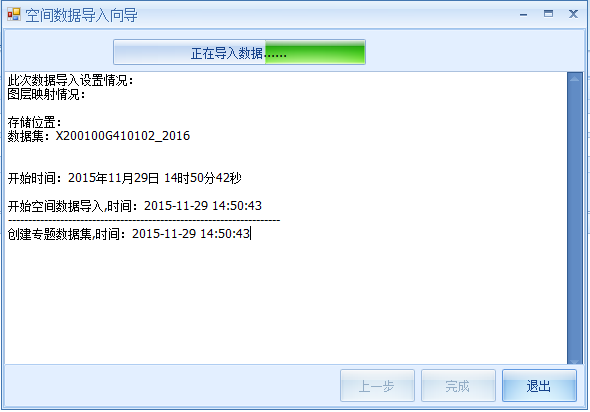 空间数据导入向导
正在导入数据......
此次数据导入设置情况：
图层映射情况：
存储位置：
数据集：X200100G410102_2016
开始时间：2015年11月29日 14时50分42秒
开始空间数据导入,时间：2015-11-29 14:50:43
--------------------------------------------------------------------
创建专题数据集,时间：2015-11-29 14:50:43
上一步 完成 退出